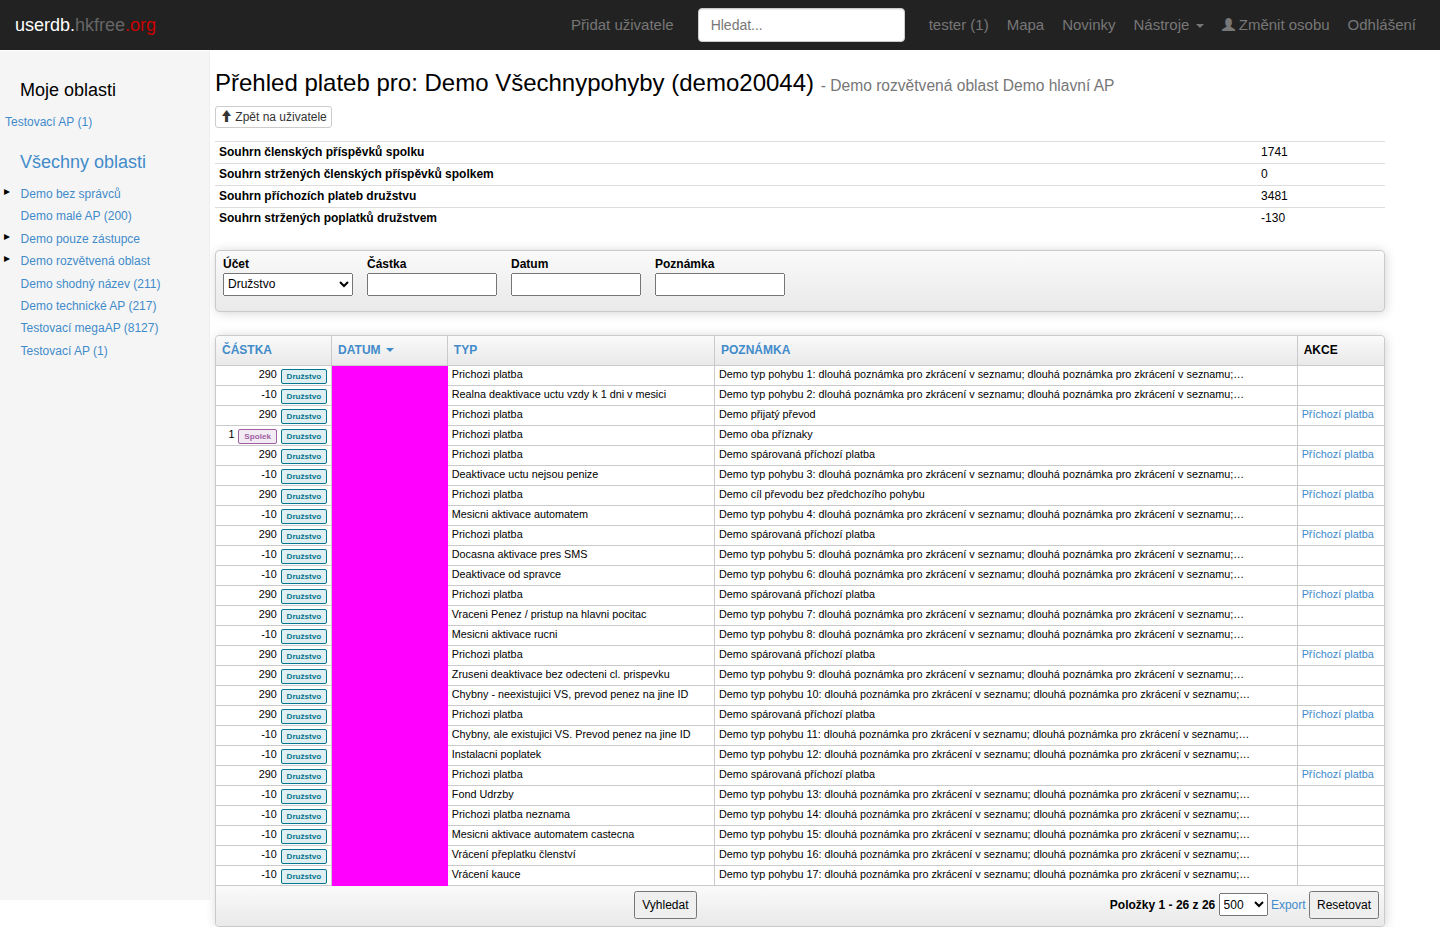 userdb.hkfree.org Přidat uživatele Hledat... tester (1) Mapa Novinky Nástroje Změnit osobu Odhlášení
Moje oblasti
Testovací AP (1)
Všechny oblasti
Demo bez správců
Demo malé AP (200)
Demo pouze zástupce
Demo rozvětvená oblast
Demo shodný název (211)
Demo technické AP (217)
Testovací megaAP (8127)
Testovací AP (1)
Přehled plateb pro: Demo Všechnypohyby (demo20044) - Demo rozvětvená oblast Demo hlavní AP
Zpět na uživatele
Souhrn členských příspěvků spolku 1741
Souhrn stržených členských příspěvků spolkem 0
Souhrn příchozích plateb družstvu 3481
Souhrn stržených poplatků družstvem -130
Účet Částka Datum Poznámka
Družstvo
ČÁSTKA DATUM TYP POZNÁMKA AKCE
290 Družstvo Prichozi platba Demo typ pohybu 1: dlouhá poznámka pro zkrácení v seznamu; dlouhá poznámka pro zkrácení v seznamu;…
-10 Družstvo Realna deaktivace uctu vzdy k 1 dni v mesici Demo typ pohybu 2: dlouhá poznámka pro zkrácení v seznamu; dlouhá poznámka pro zkrácení v seznamu;…
290 Družstvo Prichozi platba Demo přijatý převod Příchozí platba
1 Spolek Družstvo Prichozi platba Demo oba příznaky
290 Družstvo Prichozi platba Demo spárovaná příchozí platba Příchozí platba
-10 Družstvo Deaktivace uctu nejsou penize Demo typ pohybu 3: dlouhá poznámka pro zkrácení v seznamu; dlouhá poznámka pro zkrácení v seznamu;…
290 Družstvo Prichozi platba Demo cíl převodu bez předchozího pohybu Příchozí platba
-10 Družstvo Mesicni aktivace automatem Demo typ pohybu 4: dlouhá poznámka pro zkrácení v seznamu; dlouhá poznámka pro zkrácení v seznamu;…
290 Družstvo Prichozi platba Demo spárovaná příchozí platba Příchozí platba
-10 Družstvo Docasna aktivace pres SMS Demo typ pohybu 5: dlouhá poznámka pro zkrácení v seznamu; dlouhá poznámka pro zkrácení v seznamu;…
-10 Družstvo Deaktivace od spravce Demo typ pohybu 6: dlouhá poznámka pro zkrácení v seznamu; dlouhá poznámka pro zkrácení v seznamu;…
290 Družstvo Prichozi platba Demo spárovaná příchozí platba Příchozí platba
290 Družstvo Vraceni Penez / pristup na hlavni pocitac Demo typ pohybu 7: dlouhá poznámka pro zkrácení v seznamu; dlouhá poznámka pro zkrácení v seznamu;…
-10 Družstvo Mesicni aktivace rucni Demo typ pohybu 8: dlouhá poznámka pro zkrácení v seznamu; dlouhá poznámka pro zkrácení v seznamu;…
290 Družstvo Prichozi platba Demo spárovaná příchozí platba Příchozí platba
290 Družstvo Zruseni deaktivace bez odecteni cl. prispevku Demo typ pohybu 9: dlouhá poznámka pro zkrácení v seznamu; dlouhá poznámka pro zkrácení v seznamu;…
290 Družstvo Chybny - neexistujici VS, prevod penez na jine ID Demo typ pohybu 10: dlouhá poznámka pro zkrácení v seznamu; dlouhá poznámka pro zkrácení v seznamu;…
290 Družstvo Prichozi platba Demo spárovaná příchozí platba Příchozí platba
-10 Družstvo Chybny, ale existujici VS. Prevod penez na jine ID Demo typ pohybu 11: dlouhá poznámka pro zkrácení v seznamu; dlouhá poznámka pro zkrácení v seznamu;…
-10 Družstvo Instalacni poplatek Demo typ pohybu 12: dlouhá poznámka pro zkrácení v seznamu; dlouhá poznámka pro zkrácení v seznamu;…
290 Družstvo Prichozi platba Demo spárovaná příchozí platba Příchozí platba
-10 Družstvo Fond Udrzby Demo typ pohybu 13: dlouhá poznámka pro zkrácení v seznamu; dlouhá poznámka pro zkrácení v seznamu;…
-10 Družstvo Prichozi platba neznama Demo typ pohybu 14: dlouhá poznámka pro zkrácení v seznamu; dlouhá poznámka pro zkrácení v seznamu;…
-10 Družstvo Mesicni aktivace automatem castecna Demo typ pohybu 15: dlouhá poznámka pro zkrácení v seznamu; dlouhá poznámka pro zkrácení v seznamu;…
-10 Družstvo Vrácení přeplatku členství Demo typ pohybu 16: dlouhá poznámka pro zkrácení v seznamu; dlouhá poznámka pro zkrácení v seznamu;…
-10 Družstvo Vrácení kauce Demo typ pohybu 17: dlouhá poznámka pro zkrácení v seznamu; dlouhá poznámka pro zkrácení v seznamu;…
Vyhledat Položky 1 - 26 z 26 500 Export Resetovat